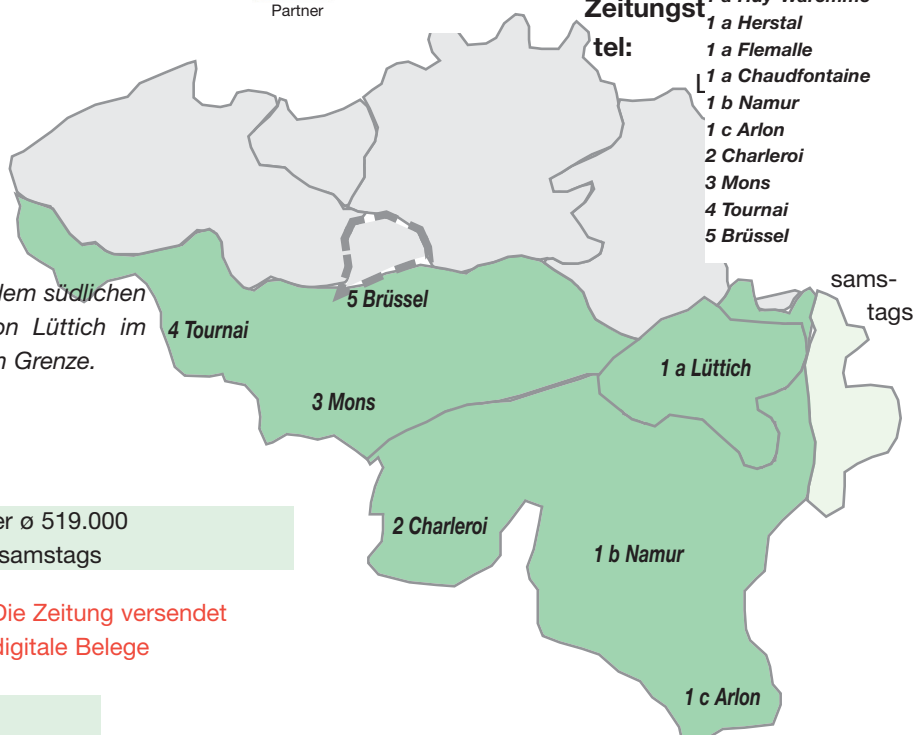 Partner
Zeitungst
tel:
1 a Herstal
1 a Flemalle
1 a Chaudfontaine
1 b Namur
1 c Arlon
2 Charleroi
3 Mons
4 Tournai
5 Brüssel
sams-
tags
dem südlichen
on Lüttich im
n Grenze.
5 Brüssel
4 Tournai
1 a Lüttich
3 Mons
2 Charleroi
1 b Namur
1 c Arlon
er ø 519.000
samstags
Die Zeitung versendet
digitale Belege